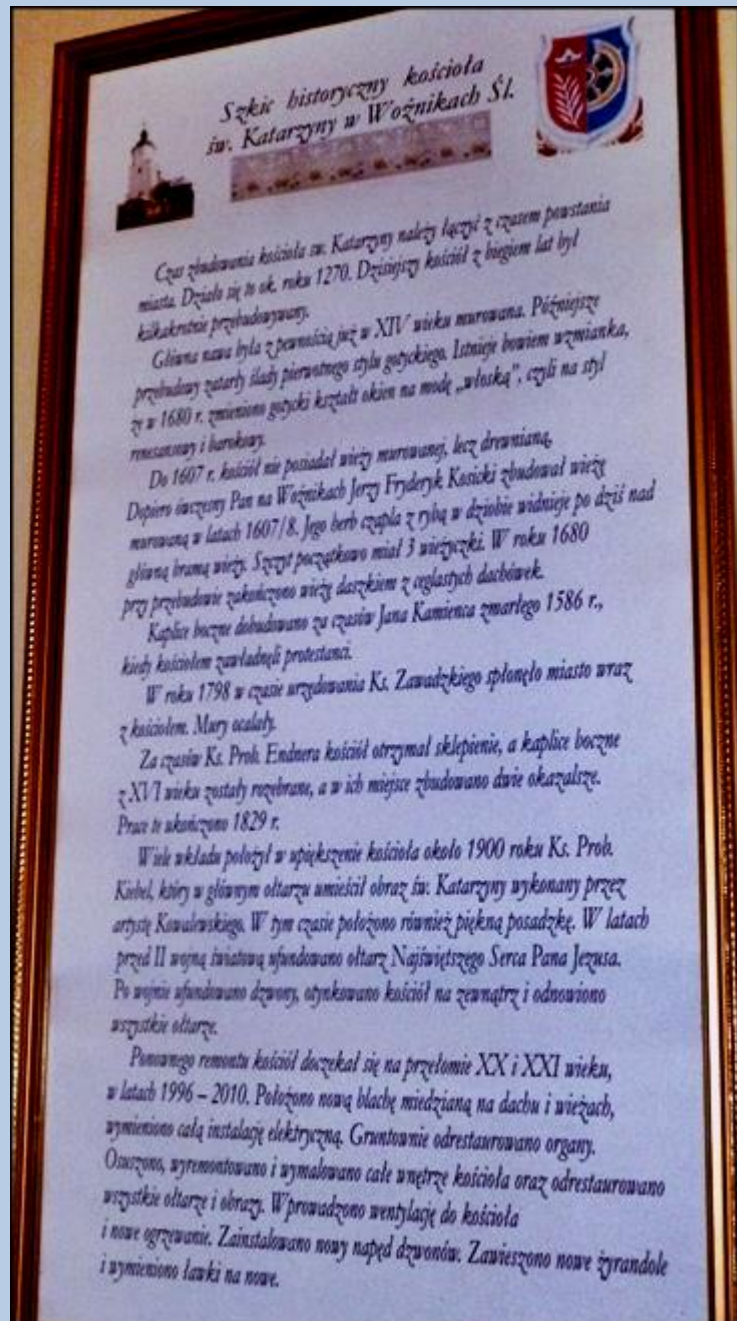 Szkic historyczny kościoła
św. Katarzyny w Woźnikach Śl.
Czas zbudowania kościoła św. Katarzyny należy łączyć z czasem powstania
miasta. Działo się to ok. roku 1270. Dzisiejszy kościół z biegiem lat był
kilkakrotnie przebudowywany.
Główna nawa była z pewnością już w XIV wieku murowana. Późniejsze
przebudowy zatarły ślady pierwotnego stylu gotyckiego. Istnieje bowiem wzmianka,
że w 1680 r. zmieniono gotycki kształt okien na modę „włoską”, czyli na styl
renesansowy i barokowy.
Do 1607 r. kościół nie posiadał wieży murowanej, lecz drewnianą.
Dopiero ówczesny Pan na Woźnikach Jerzy Fryderyk Kosicki zbudował wieżę
murowaną w latach 1607/8. Jego herb czapla z rybą w dziobie widnieje po dziś nad
główną bramą wieży. Szczyt początkowo miał 3 wieżyczki. W roku 1680
przy przebudowie zakończono wieżę daszkiem z ceglastych dachówek.
Kaplice boczne dobudowano za czasów Jana Kamienca zmarłego 1586 r.,
kiedy kościołem zawładnęli protestanci.
W roku 1798 w czasie urzędowania Ks. Zawadzkiego spłonęło miasto wraz
z kościołem. Mury ocalały.
Za czasów Ks. Prob. Endnera kościół otrzymał sklepienie, a kaplice boczne
z XVI wieku zostały rozebrane, a w ich miejsce zbudowano dwie okazalsze.
Prace te ukończono 1829 r.
Wiele wkładu położył w upiększenie kościoła około 1900 roku Ks. Prob.
Kiebel, który w głównym ołtarzu umieścił obraz św. Katarzyny wykonany przez
artystę Kowalewskiego. W tym czasie położono również piękną posadzkę. W latach
przed II wojną światową ufundowano ołtarz Najświętszego Serca Pana Jezusa.
Po wojnie ufundowano dzwony, otynkowano kościół na zewnątrz i odnowiono
wszystkie ołtarze.
Ponownego remontu kościół doczekał się na przełomie XX i XXI wieku,
w latach 1996 – 2010. Położono nową blachę miedzianą na dachu i wieżach,
wymieniono całą instalację elektryczną. Gruntownie odrestaurowano organy.
Osuszono, wyremontowano i wymalowano całe wnętrze kościoła oraz odrestaurowano
wszystkie ołtarze i obrazy. Wprowadzono wentylację do kościoła
i nowe ogrzewanie. Zainstalowano nowy napęd dzwonów. Zawieszono nowe żyrandole
i wymieniono ławki na nowe.